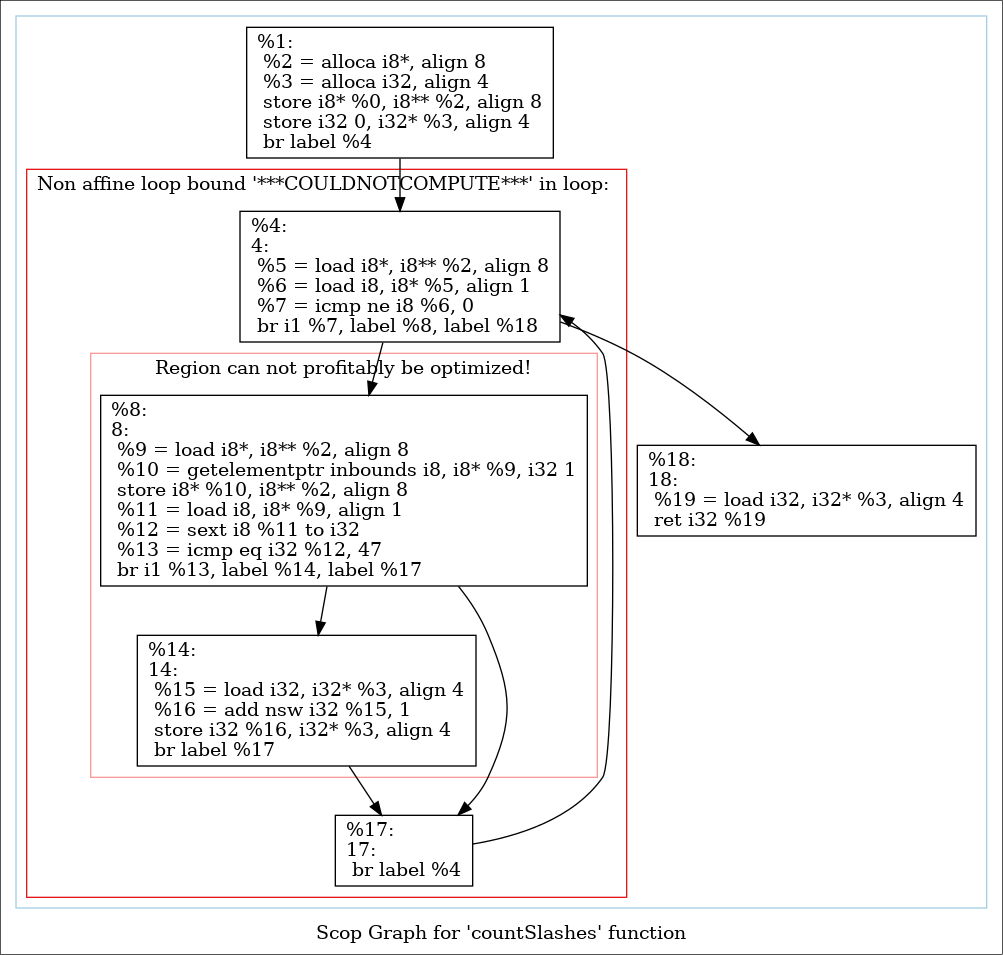 %1:
%2 = alloca i8*, align 8
%3 = alloca i32, align 4
store i8* %0, i8** %2, align 8
store i32 0, i32* %3, align 4
br label %4
Non affine loop bound '***COULDNOTCOMPUTE***' in loop:
%4:
4:
%5 = load i8*, i8** %2, align 8
%6 = load i8, i8* %5, align 1
%7 = icmp ne i8 %6, 0
br i1 %7, label %8, label %18
Region can not profitably be optimized!
%8:
8:
%9 = load i8*, i8** %2, align 8
%10 = getelementptr inbounds i8, i8* %9, i32 1
store i8* %10, i8** %2, align 8
%11 = load i8, i8* %9, align 1
%12 = sext i8 %11 to i32
%13 = icmp eq i32 %12, 47
br i1 %13, label %14, label %17
%18:
18:
%19 = load i32, i32* %3, align 4
ret i32 %19
%14:
14:
%15 = load i32, i32* %3, align 4
%16 = add nsw i32 %15, 1
store i32 %16, i32* %3, align 4
br label %17
%17:
17:
br label %4
Scop Graph for 'countSlashes' function